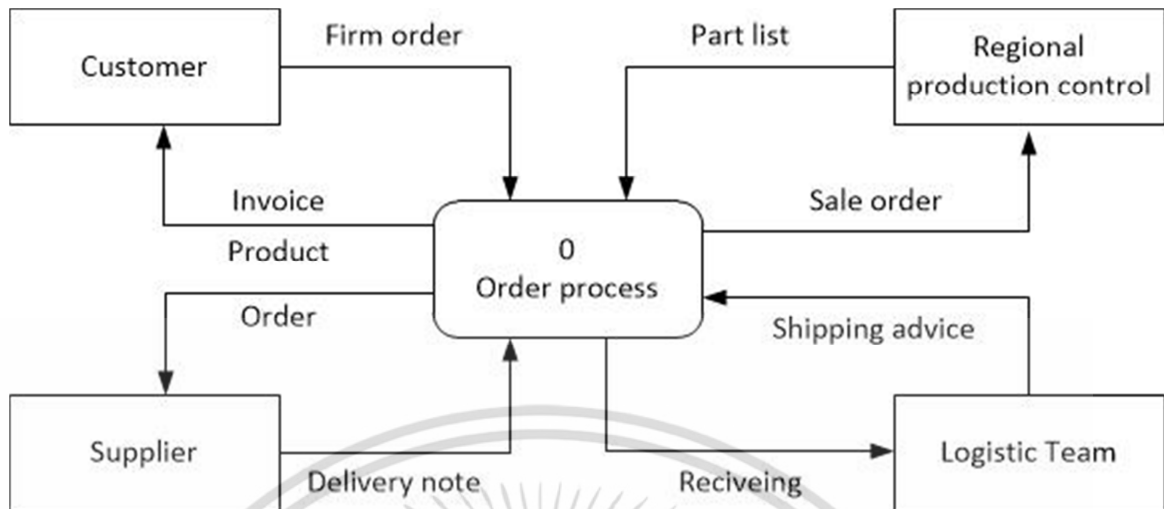 Firm order
Part list
Customer
Regional
production control
Invoice
Sale order
Product
0
Order process
Order
Shipping advice
Supplier
Logistic Team
Delivery note
Reciveing